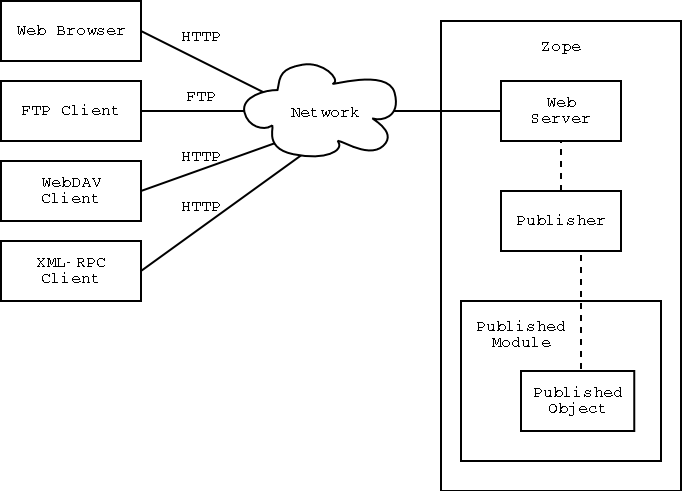 Web Browser
HTTP
Zope
FTP Client
FTP
Network
Web
Server
HTTP
WebDAV
Client
HTTP
Publisher
XML-RPC
Client
Published
Module
Published
Object